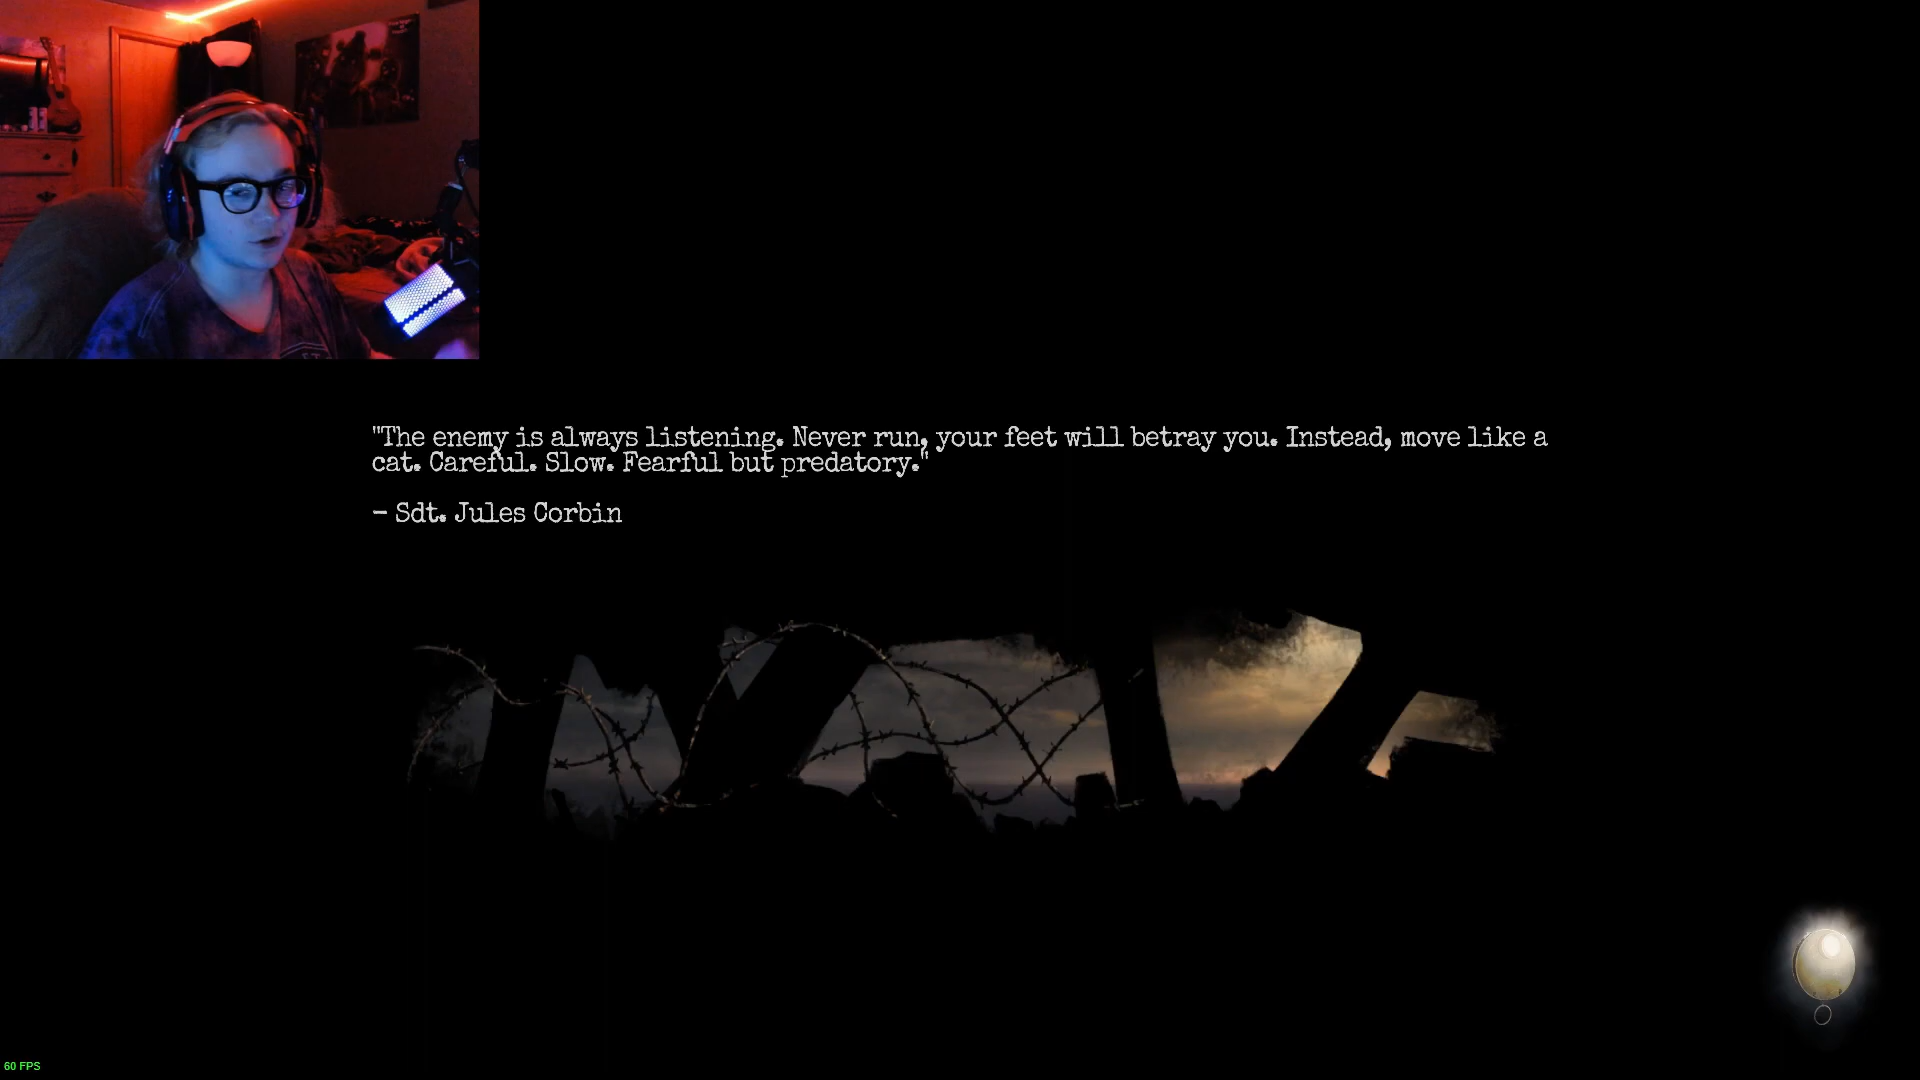 "The enemy is always listening. Never run, your feet will betray you. Instead, move like a
cat. Careful. Slow. Fearful but predatory."
- Sdt. Jules Corbin
60 FPS